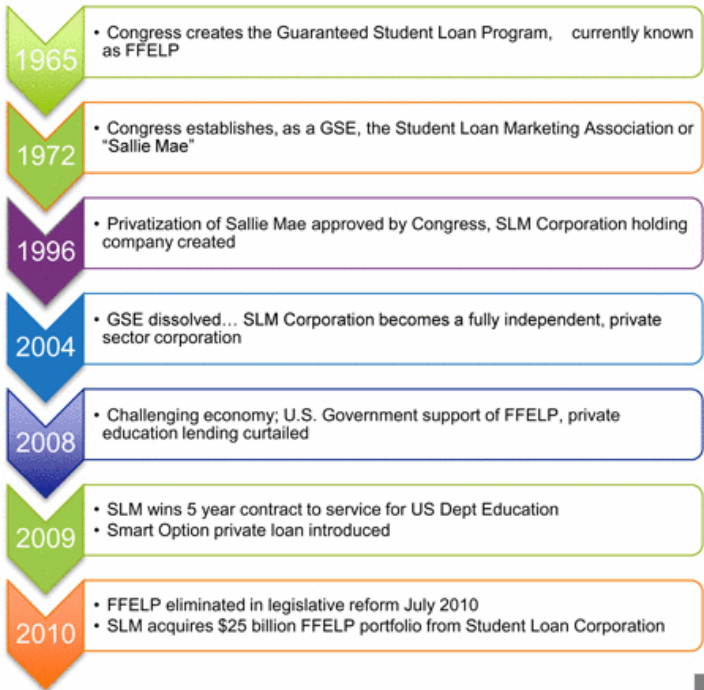 1965
• Congress creates the Guaranteed Student Loan Program, currently known
as FFELP
1972
• Congress establishes, as a GSE, the Student Loan Marketing Association or
“Sallie Mae”
1996
• Privatization of Sallie Mae approved by Congress, SLM Corporation holding
company created
2004
• GSE dissolved… SLM Corporation becomes a fully independent, private
sector corporation
2008
• Challenging economy; U.S. Government support of FFELP, private
education lending curtailed
2009
• SLM wins 5 year contract to service for US Dept Education
• Smart Option private loan introduced
2010
• FFELP eliminated in legislative reform July 2010
• SLM acquires $25 billion FFELP portfolio from Student Loan Corporation